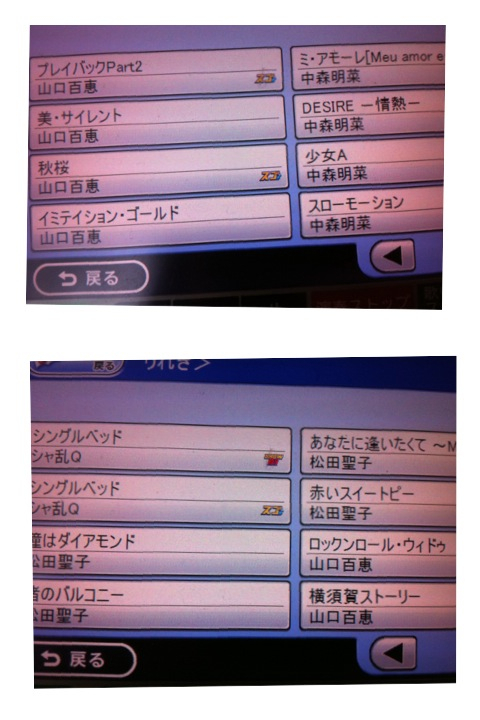 プレイバックPart2
山口百恵
美・サイレント
山口百恵
秋桜
山口百恵
イミテイション・ゴールド
山口百恵
ミ・アモーレ[Meu amor e
中森明菜
DESIRE －情熱－
中森明菜
少女A
中森明菜
スローモーション
中森明菜
戻る
戻る
りれき＞
シングルベッド
シャ乱Q
シングルベッド
シャ乱Q
瞳はダイアモンド
松田聖子
者のバルコニー
松田聖子
あなたに逢いたくて ～M
松田聖子
赤いスイートピー
松田聖子
ロックンロール・ウィドゥ
山口百恵
横須賀ストーリー
山口百恵
戻る